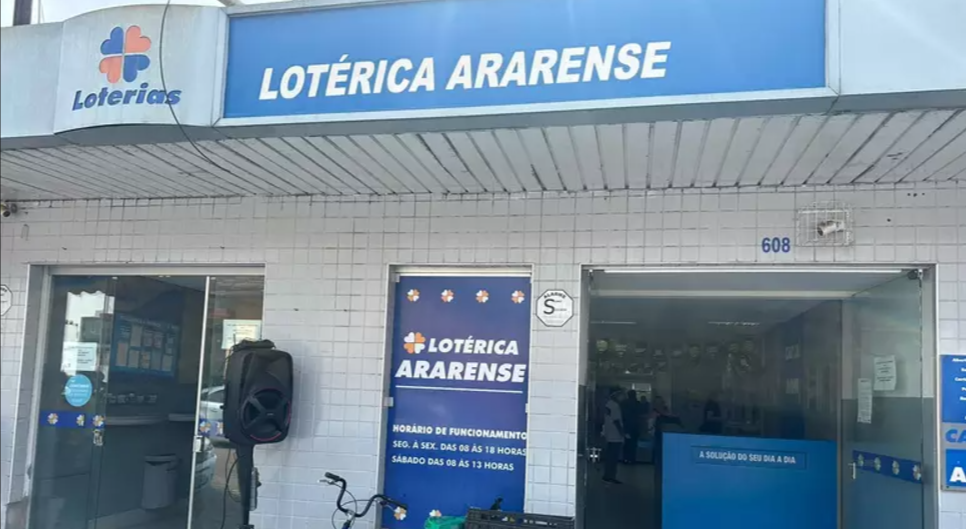 Loterias
LOTÉRICA ARARENSE
608
S
LOTÉRICA
ARARENSE
HORÁRIO DE FUNCIONAMENTO
SEG. À SEX. DAS 08 ÀS 18 HORAS
SÁBADO DAS 08 ÀS 13 HORAS
A SOLUÇÃO DO SEU DIA A DIA